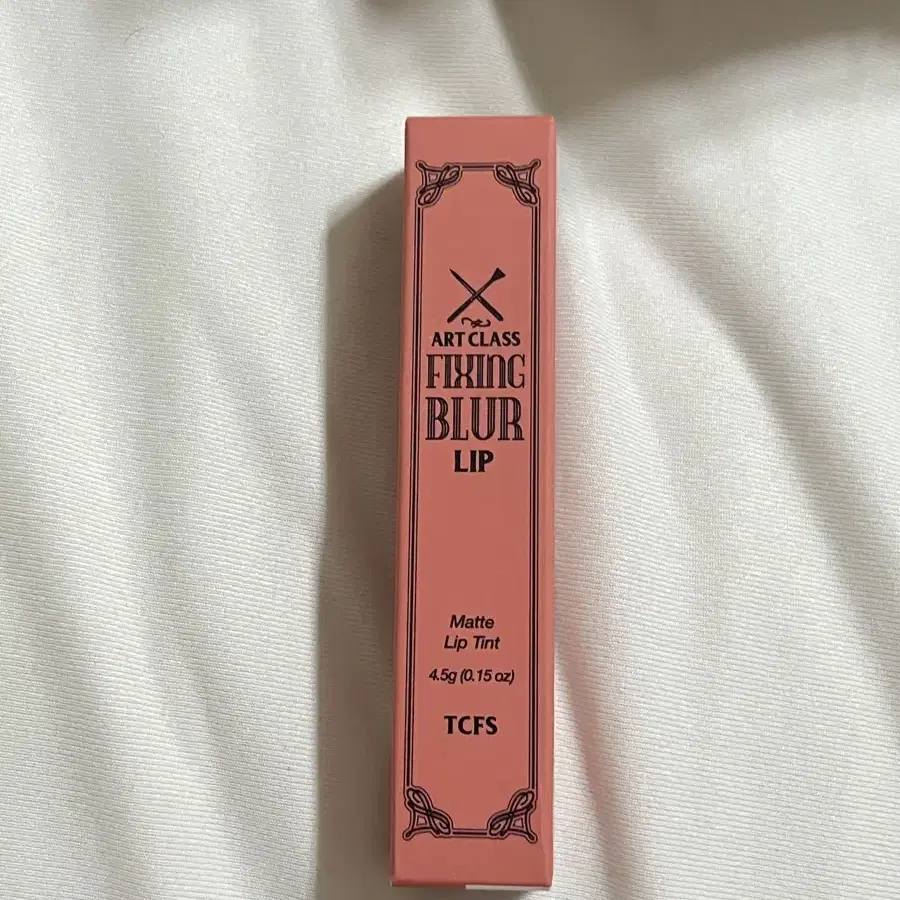 ART CLASS
FIXING
BLUR
LIP
Matte
Lip Tint
4.5g (0.15 oz)
TCFS